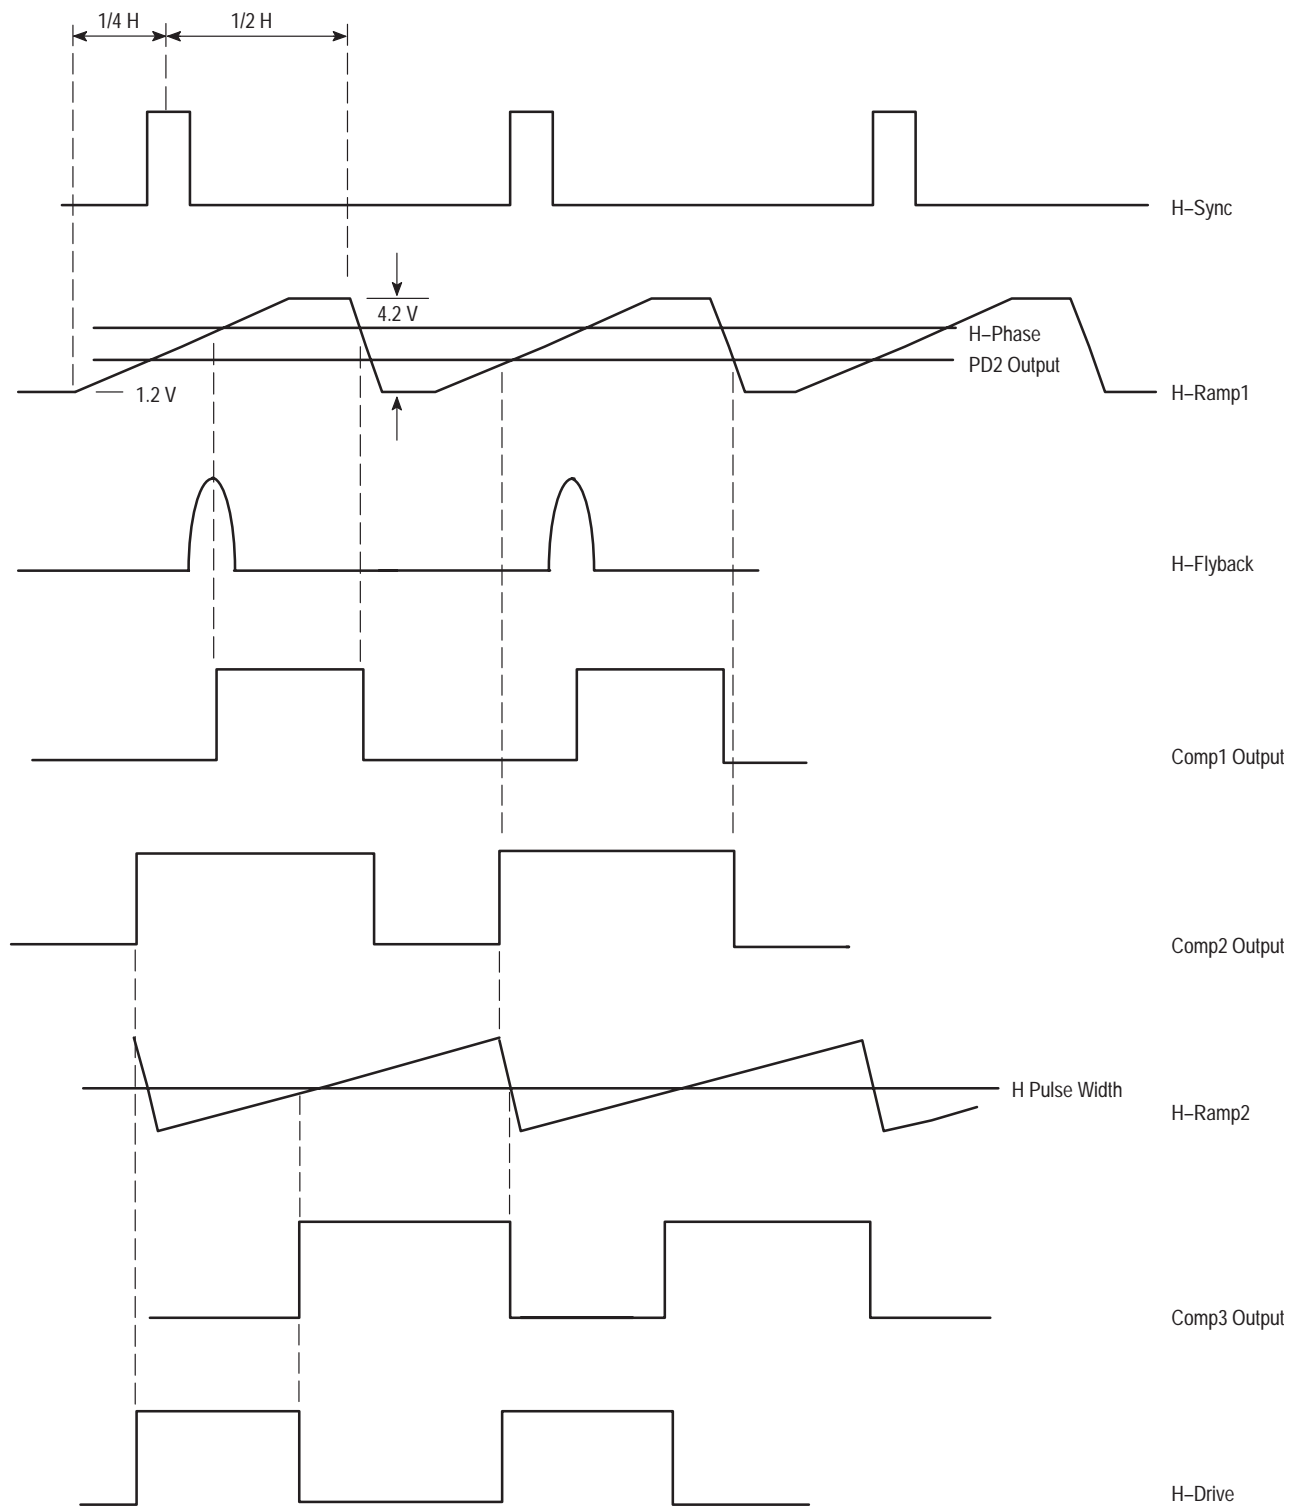 1/4 H
1/2 H
H–Sync
4.2 V
H–Phase
PD2 Output
1.2 V
H–Ramp1
H–Flyback
Comp1 Output
Comp2 Output
H Pulse Width
H–Ramp2
Comp3 Output
H–Drive